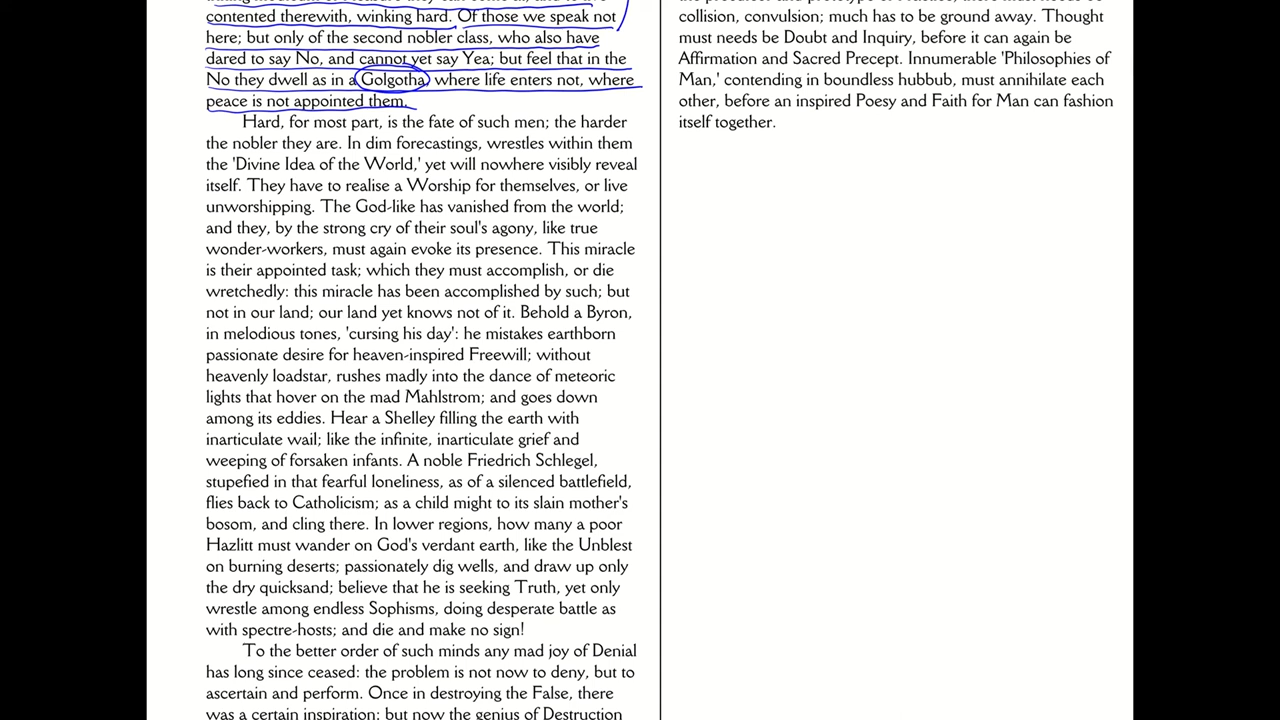 contented therewith, winking hard. Of those we speak not
here; but only of the second nobler class, who also have
dared to say No, and cannot yet say Yea; but feel that in the
No they dwell as in a Golgotha, where life enters not, where
peace is not appointed them.
Hard, for most part, is the fate of such men; the harder
the nobler they are. In dim forecastings, wrestles within them
the 'Divine Idea of the World,' yet will nowhere visibly reveal
itself. They have to realise a Worship for themselves, or live
unworshipping. The God-like has vanished from the world;
and they, by the strong cry of their soul's agony, like true
wonder-workers, must again evoke its presence. This miracle
is their appointed task; which they must accomplish, or die
wretchedly: this miracle has been accomplished by such; but
not in our land; our land yet knows not of it. Behold a Byron,
in melodious tones, 'cursing his day': he mistakes earthborn
passionate desire for heaven-inspired Freewill; without
heavenly loadstar, rushes madly into the dance of meteoric
lights that hover on the mad Mahlstrom; and goes down
among its eddies. Hear a Shelley filling the earth with
inarticulate wail; like the infinite, inarticulate grief and
weeping of forsaken infants. A noble Friedrich Schlegel,
stupefied in that fearful loneliness, as of a silenced battlefield,
flies back to Catholicism; as a child might to its slain mother's
bosom, and cling there. In lower regions, how many a poor
Hazlitt must wander on God's verdant earth, like the Unblest
on burning deserts; passionately dig wells, and draw up only
the dry quicksand; believe that he is seeking Truth, yet only
wrestle among endless Sophisms, doing desperate battle as
with spectre-hosts; and die and make no sign!
To the better order of such minds any mad joy of Denial
has long since ceased: the problem is not now to deny, but to
ascertain and perform. Once in destroying the False, there
was a certain inspiration; but now the genius of Destruction
collision, convulsion; much has to be ground away. Thought
must needs be Doubt and Inquiry, before it can again be
Affirmation and Sacred Precept. Innumerable 'Philosophies of
Man,' contending in boundless hubbub, must annihilate each
other, before an inspired Poesy and Faith for Man can fashion
itself together.